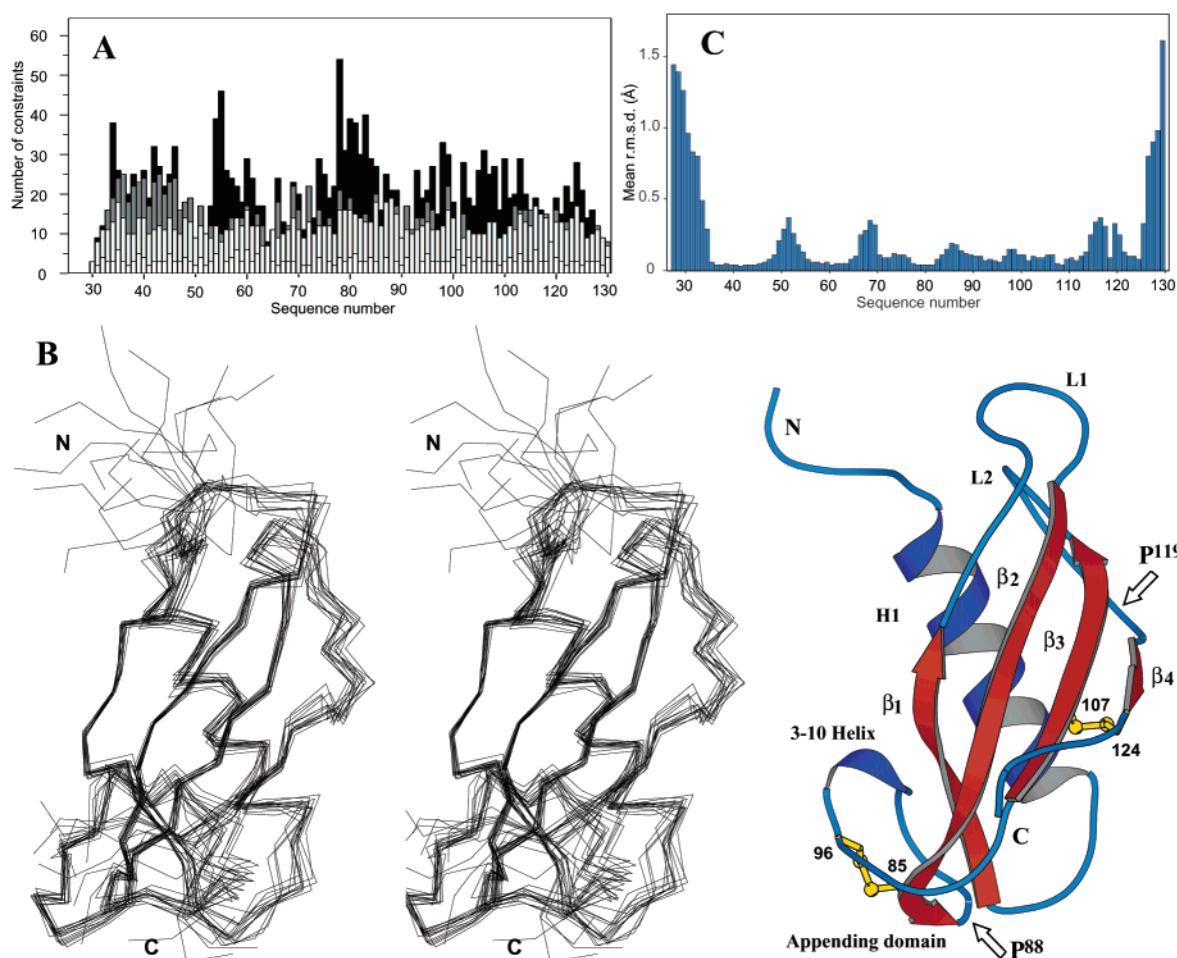 A
Number of constraints
60
50
40
30
20
10
0
30 40 50 60 70 80 90 100 100 120 130
Sequence number
C
Mean r.m.s.d. (Å)
1.5
1.0
0.5
0
30 40 50 60 70 80 90 100 110 120 130
Sequence number
B
N
C
N
C
N
L1
L2
P119
β2
H1
β3
β1
β4
107
3-10 Helix
124
C
96
85
Appending domain
P88